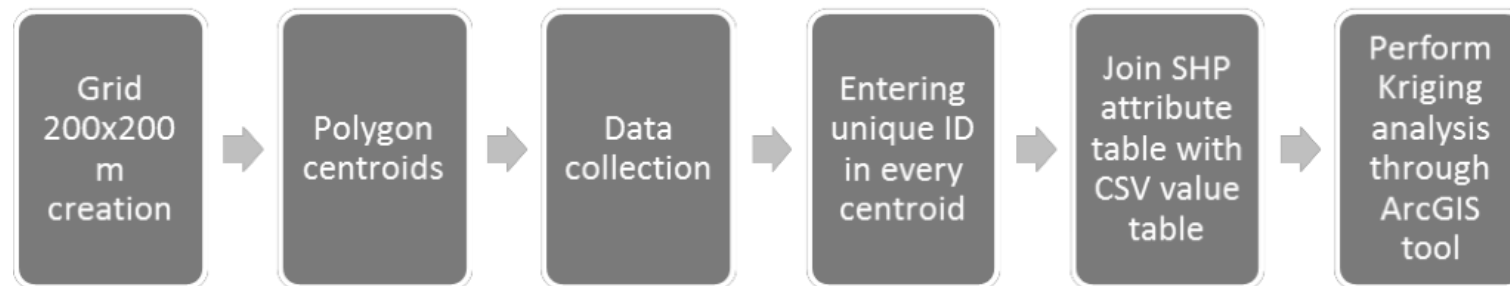 Grid
200x200
m
creation
Polygon
centroids
Data
collection
Entering
unique ID
in every
centroid
Join SHP
attribute
table with
CSV value
table
Perform
Kriging
analysis
through
ArcGIS
tool